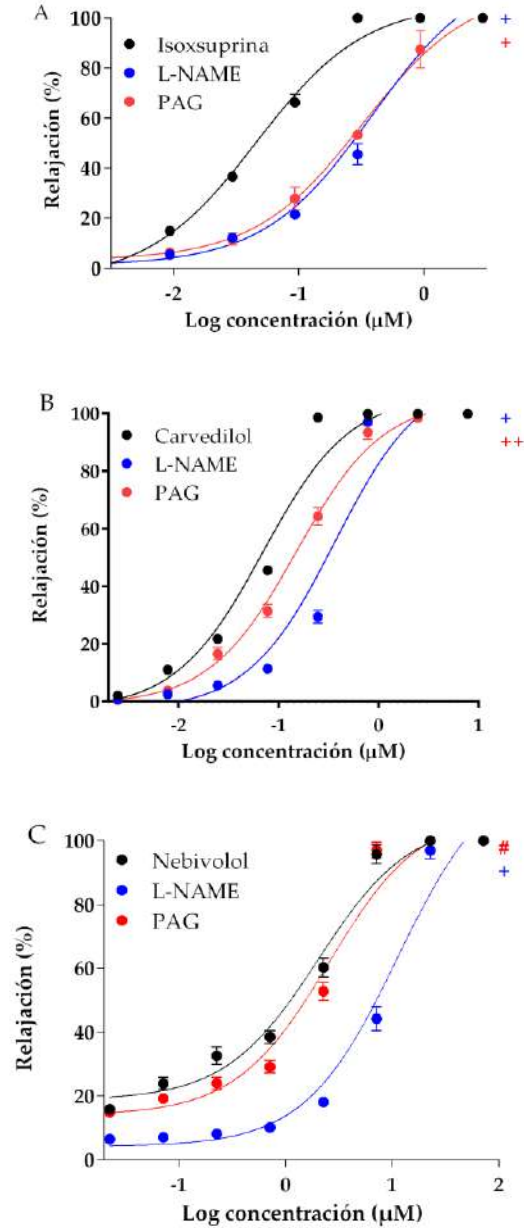 A
Isoxsuprina
L-NAME
PAG
+
+
Relajación (%)
100
80
60
40
20
0
-2
-1
0
Log concentración (µM)
B
Carvedilol
L-NAME
PAG
+
++
Relajación (%)
100
80
60
40
20
0
-2
-1
0
1
Log concentración (µM)
C
Nebivolol
L-NAME
PAG
#
+
Relajación (%)
100
80
60
40
20
0
-1
0
1
2
Log concentración (µM)